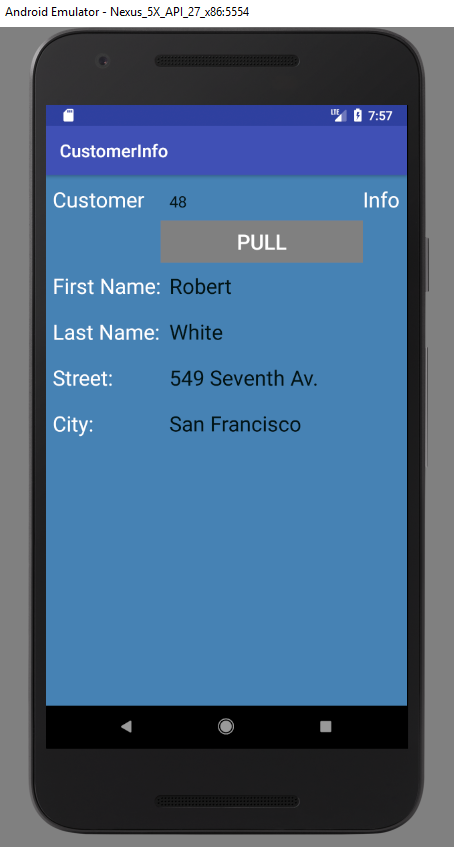 Android Emulator - Nexus_5X_API_27_x86:5554
LTE 7:57
CustomerInfo
Customer 48 Info
PULL
First Name: Robert
Last Name: White
Street: 549 Seventh Av.
City: San Francisco